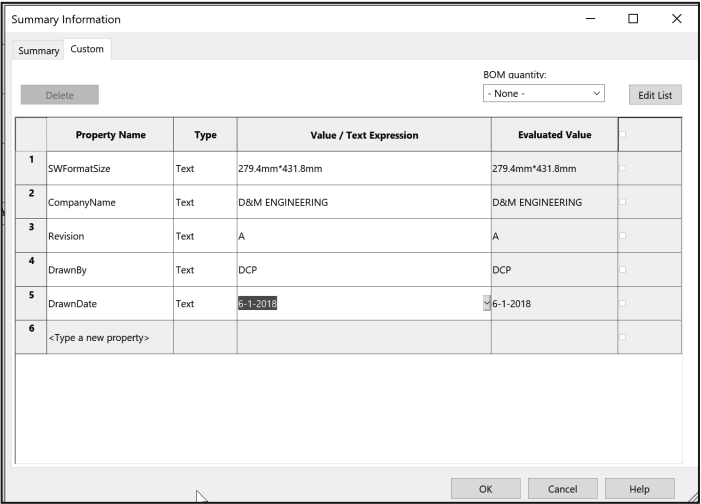 Summary Information
Summary Custom
BOM quantity:
Delete - None - Edit List
Property Name Type Value / Text Expression Evaluated Value
1 SWFormatSize Text 279.4mm*431.8mm 279.4mm*431.8mm
2 CompanyName Text D&M ENGINEERING D&M ENGINEERING
3 Revision Text A A
4 DrawnBy Text DCP DCP
5 DrawnDate Text 6-1-2018 6-1-2018
6 <Type a new property>
OK Cancel Help